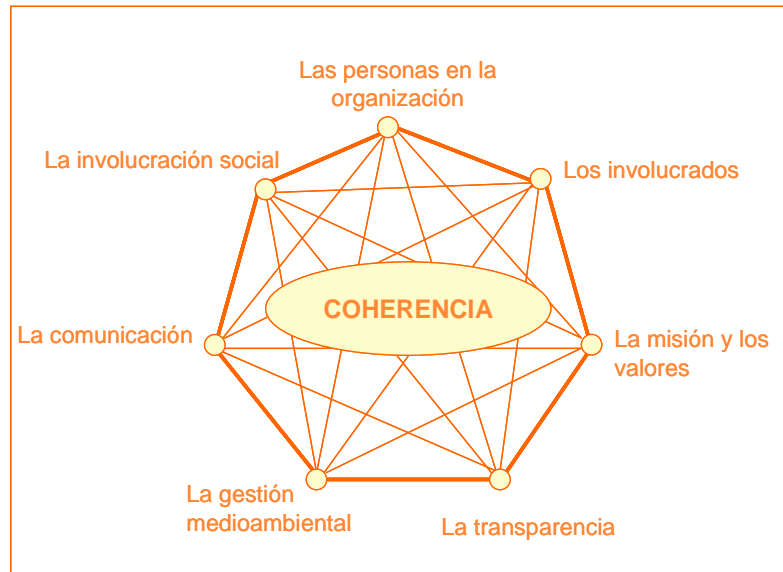 Las personas en la
organización
La involucración social
Los involucrados
COHERENCIA
La comunicación
La misión y los
valores
La gestión
medioambiental
La transparencia